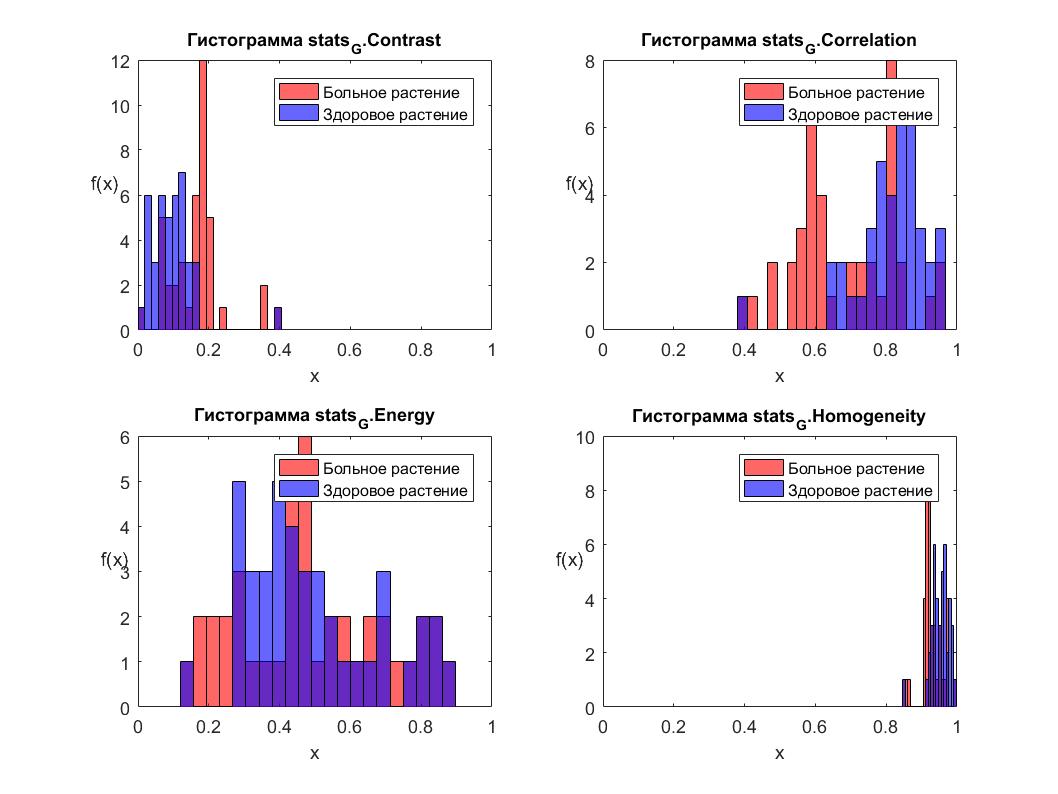 Гистограмма stats_G.Contrast
12
10
8
6
4
2
0
f(x)
Больное растение
Здоровое растение
0 0.2 0.4 0.6 0.8 1
x
Гистограмма stats_G.Correlation
8
6
4
2
0
f(x)
Больное растение
Здоровое растение
0 0.2 0.4 0.6 0.8 1
x
Гистограмма stats_G.Energy
6
5
4
3
2
1
0
f(x)
Больное растение
Здоровое растение
0 0.2 0.4 0.6 0.8 1
x
Гистограмма stats_G.Homogeneity
10
8
6
4
2
0
f(x)
Больное растение
Здоровое растение
0 0.2 0.4 0.6 0.8 1
x